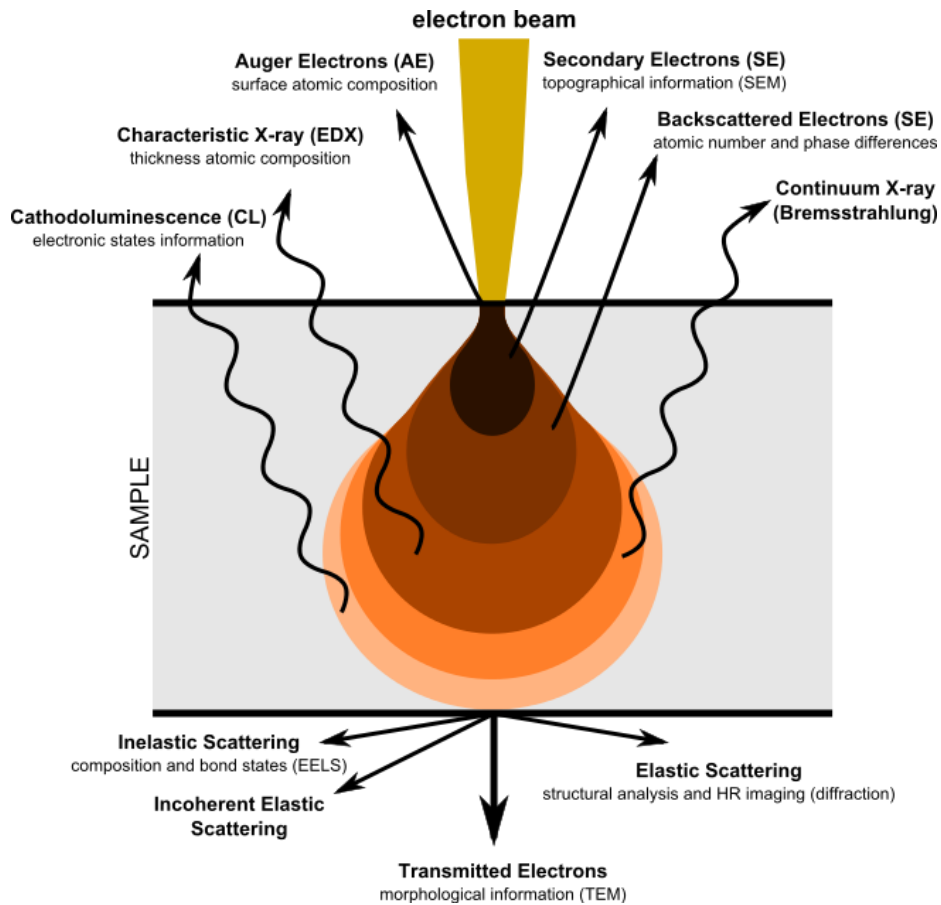 electron beam
Auger Electrons (AE)
surface atomic composition
Secondary Electrons (SE)
topographical information (SEM)
Characteristic X-ray (EDX)
thickness atomic composition
Backscattered Electrons (SE)
atomic number and phase differences
Cathodoluminescence (CL)
electronic states information
Continuum X-ray
(Bremsstrahlung)
SAMPLE
Inelastic Scattering
composition and bond states (EELS)
Incoherent Elastic
Scattering
Elastic Scattering
structural analysis and HR imaging (diffraction)
Transmitted Electrons
morphological information (TEM)